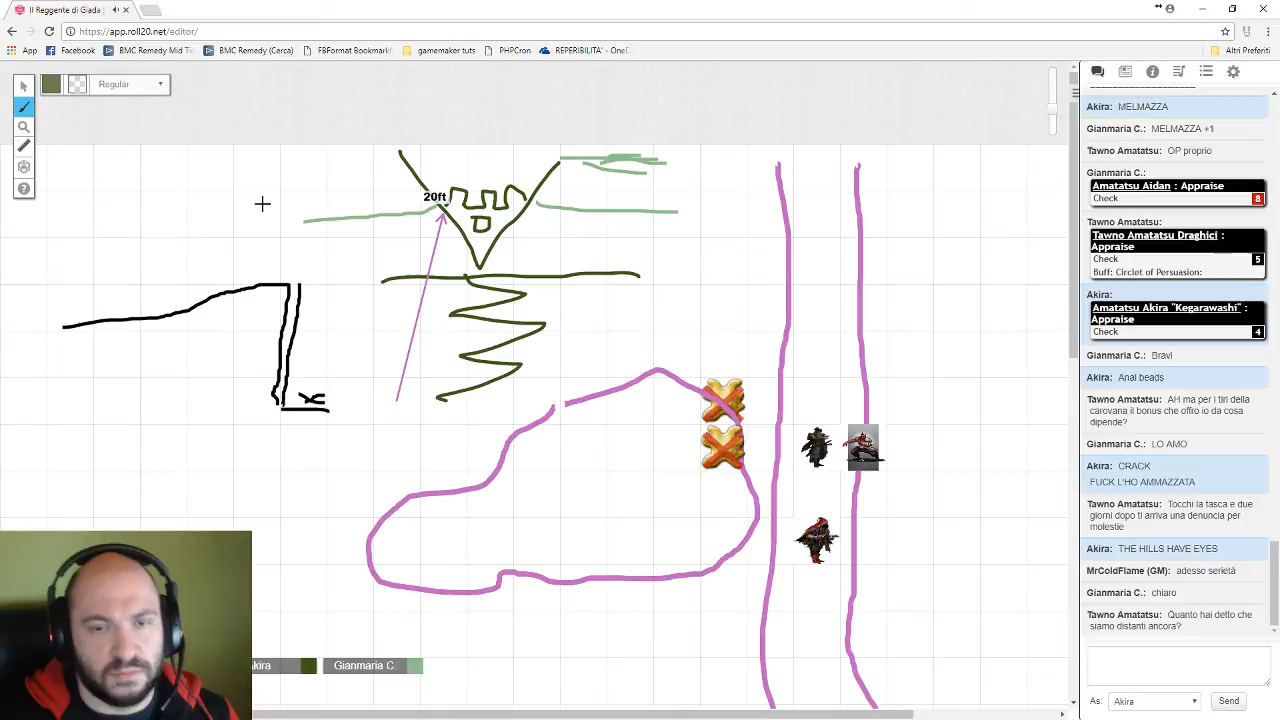 Il Reggente di Giada
https://app.roll20.net/editor/
App
Facebook
BMC Remedy Mid Ti
BMC Remedy (Cerca)
FBFormat Bookmarkl
gamemaker tuts
PHPCron
REPERIBILITA' - OneD
Altri Preferiti
Regular
20ft
Akira: MELMAZZA
Gianmaria C.: MELMAZZA +1
Tawno Amatatsu: OP proprio
Gianmaria C.:
Amatatsu Aidan : Appraise
Check 8
Tawno Amatatsu:
Tawno Amatatsu Draghici :
Appraise
Check 5
Buff: Circlet of Persuasion:
Akira:
Amatatsu Akira "Kegarawashi" :
Appraise
Check 4
Gianmaria C.: Bravi
Akira: Anal beads
Tawno Amatatsu: AH ma per i tiri della
carovana il bonus che offro io da cosa
dipende?
Gianmaria C.: LO AMO
Akira: CRACK
FUCK L'HO AMMAZZATA
Tawno Amatatsu: Tocchi la tasca e due
giorni dopo ti arriva una denuncia per
molestie
Akira: THE HILLS HAVE EYES
MrColdFlame (GM): adesso serietà
Gianmaria C.: chiaro
Tawno Amatatsu: Quanto hai detto che
siamo distanti ancora?
As: Akira Send
kira
Gianmaria C.